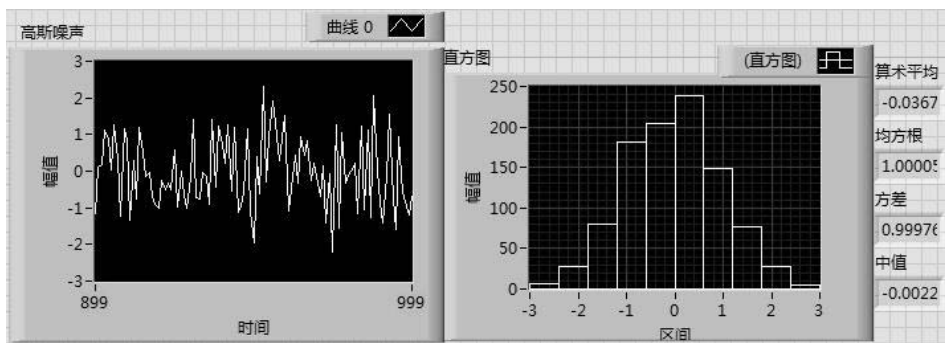 高斯噪声
曲线 0
幅值
3
2
1
0
-1
-2
-3
899
999
时间
直方图
(直方图)
幅值
250
200
150
100
50
0
-3
-2
-1
0
1
2
3
区间
算术平均
-0.0367
均方根
1.00005
方差
0.99976
中值
-0.0022